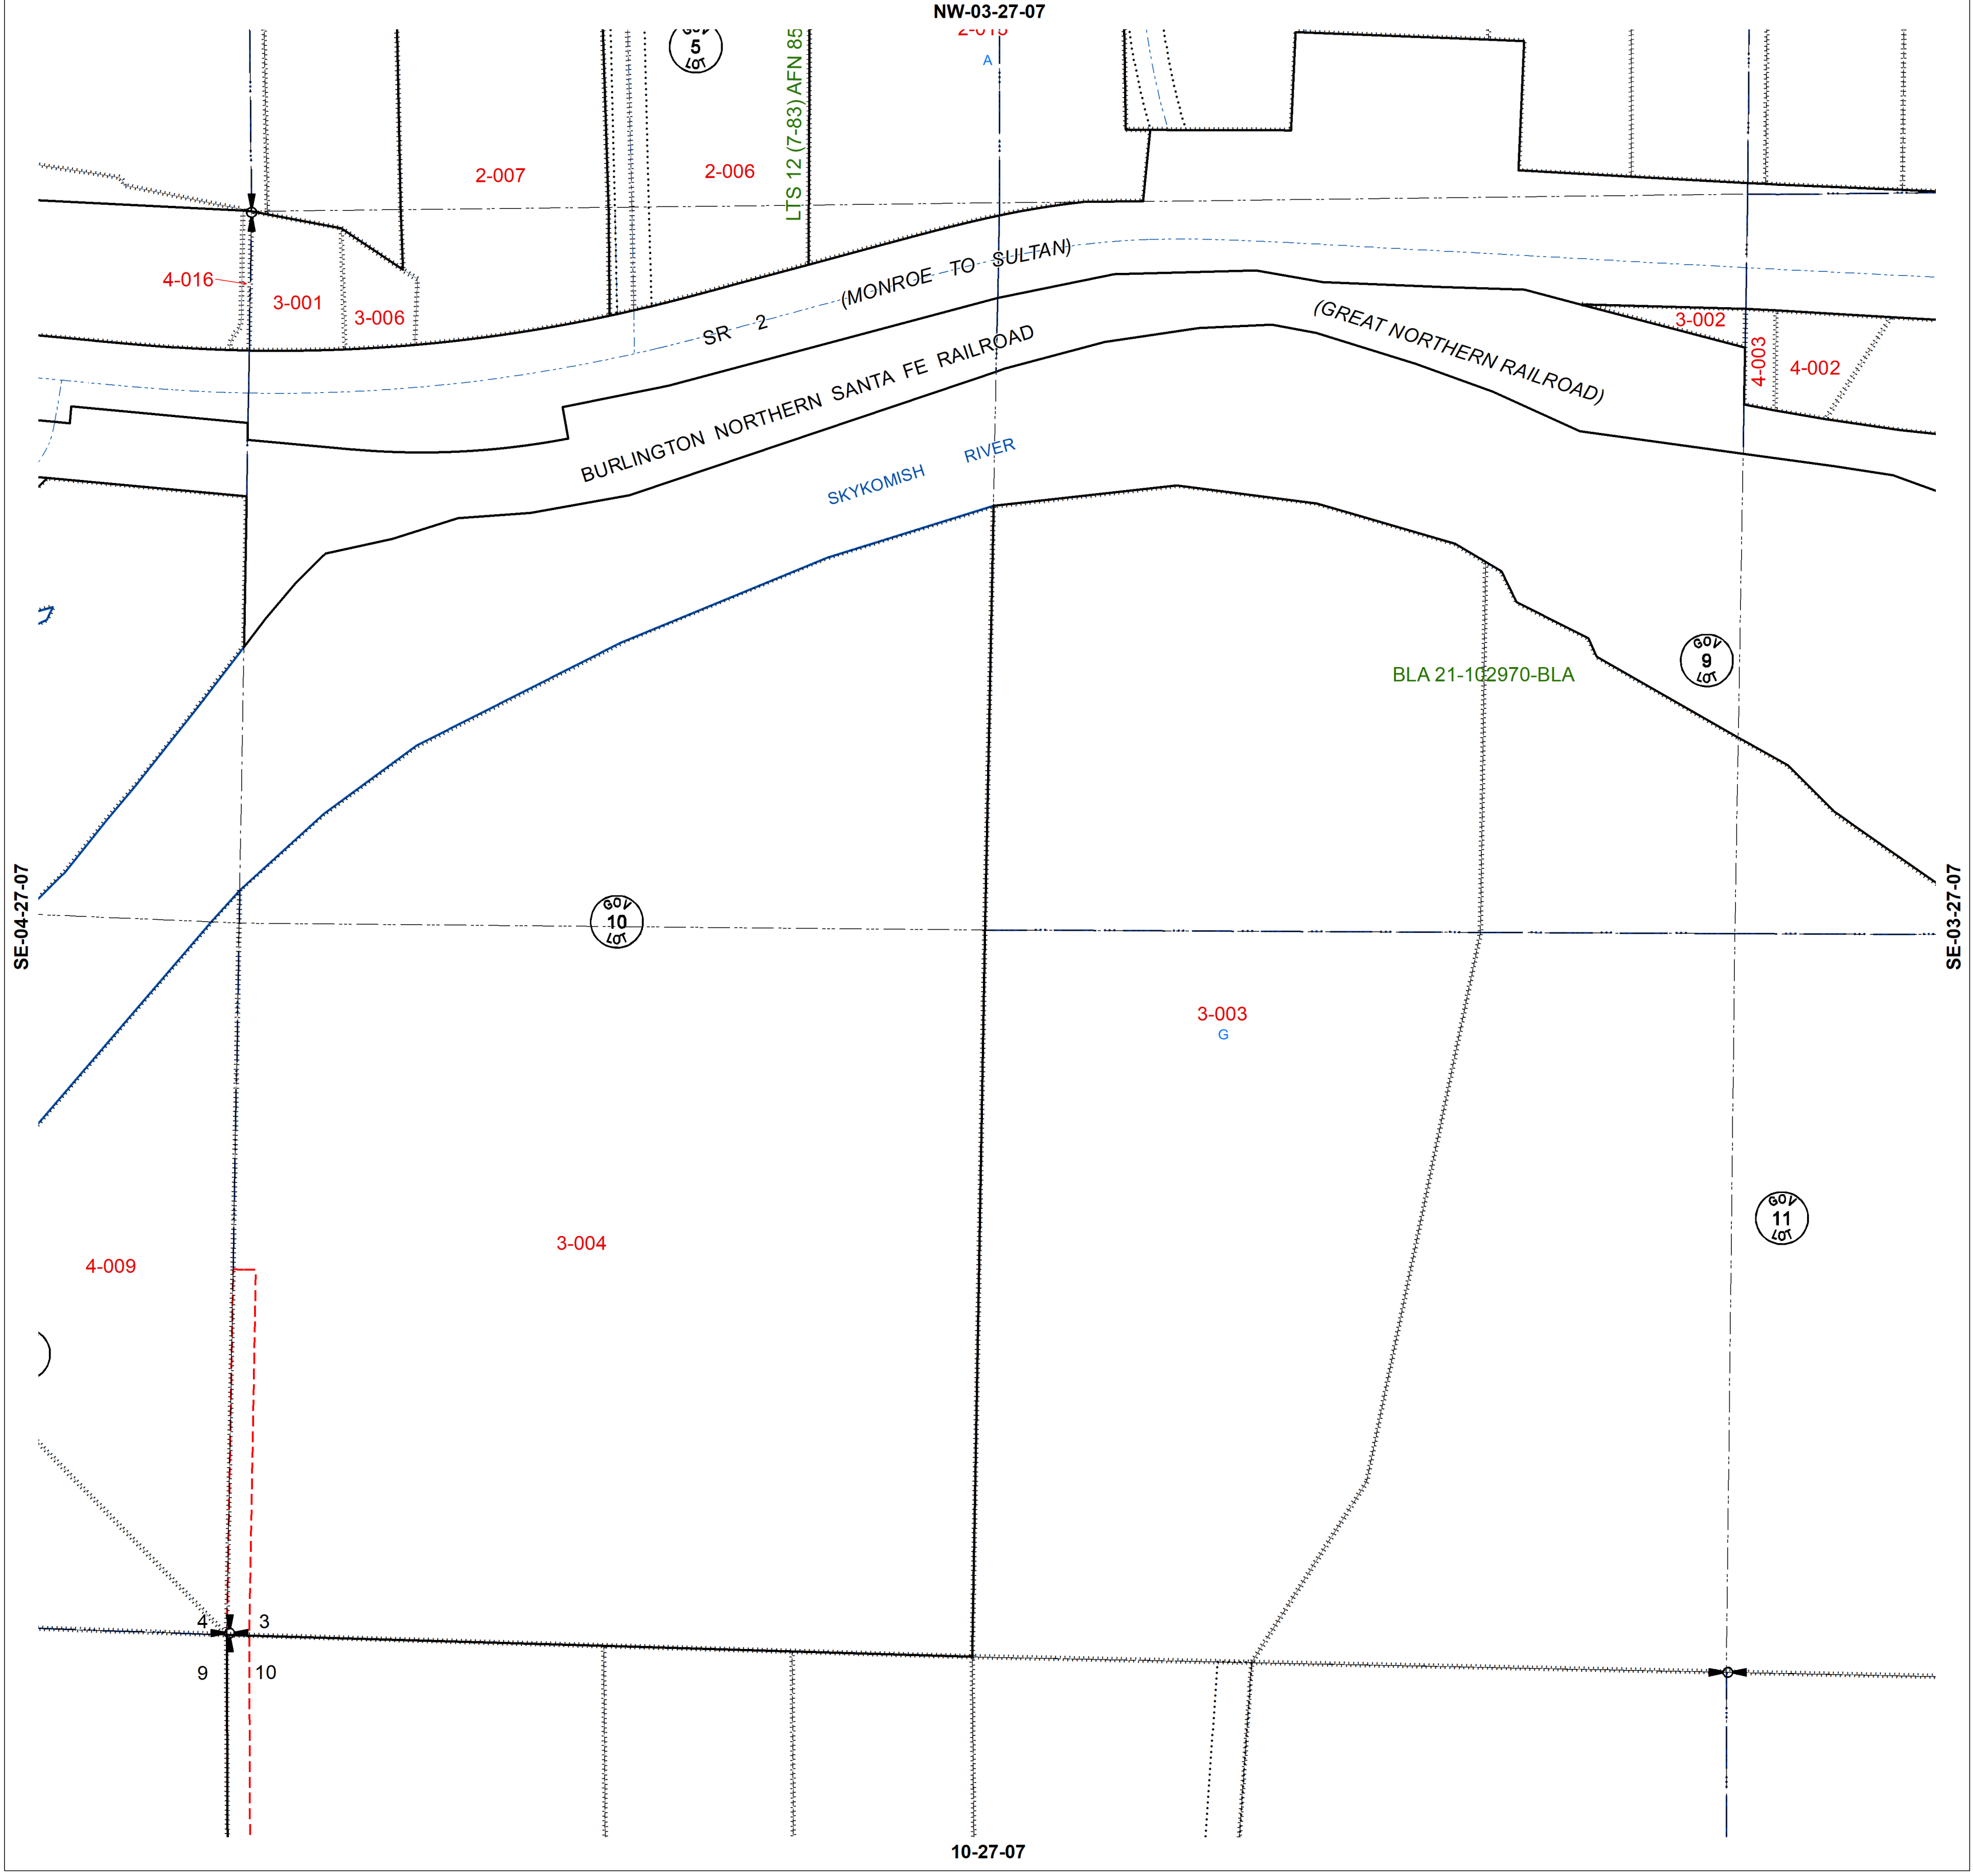 NW-03-27-07
GOV
5
LOT
2-015
A
LTS 12 (7-83) AFN 85
2-007
2-006
4-016
3-001
3-006
SR 2 (MONROE TO SULTAN)
(GREAT NORTHERN RAILROAD)
3-002
4-003
4-002
BURLINGTON NORTHERN SANTA FE RAILROAD
SKYKOMISH RIVER
GOV
9
LOT
BLA 21-102970-BLA
SE-04-27-07
GOV
10
LOT
SE-03-27-07
3-003
G
GOV
11
LOT
3-004
4-009
4 3
9 10
10-27-07